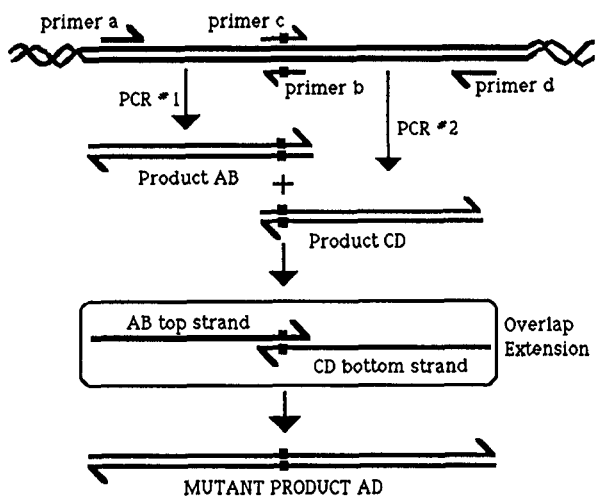 primer a
primer c
primer b
primer d
PCR #1
PCR #2
Product AB
+
Product CD
AB top strand
CD bottom strand
Overlap
Extension
MUTANT PRODUCT AD